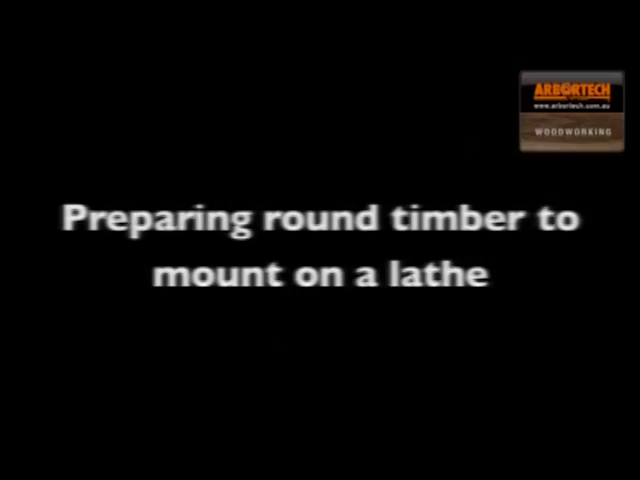 ARBORTECH
www.arbortech.com.au
WOODWORKING
Preparing round timber to
mount on a lathe